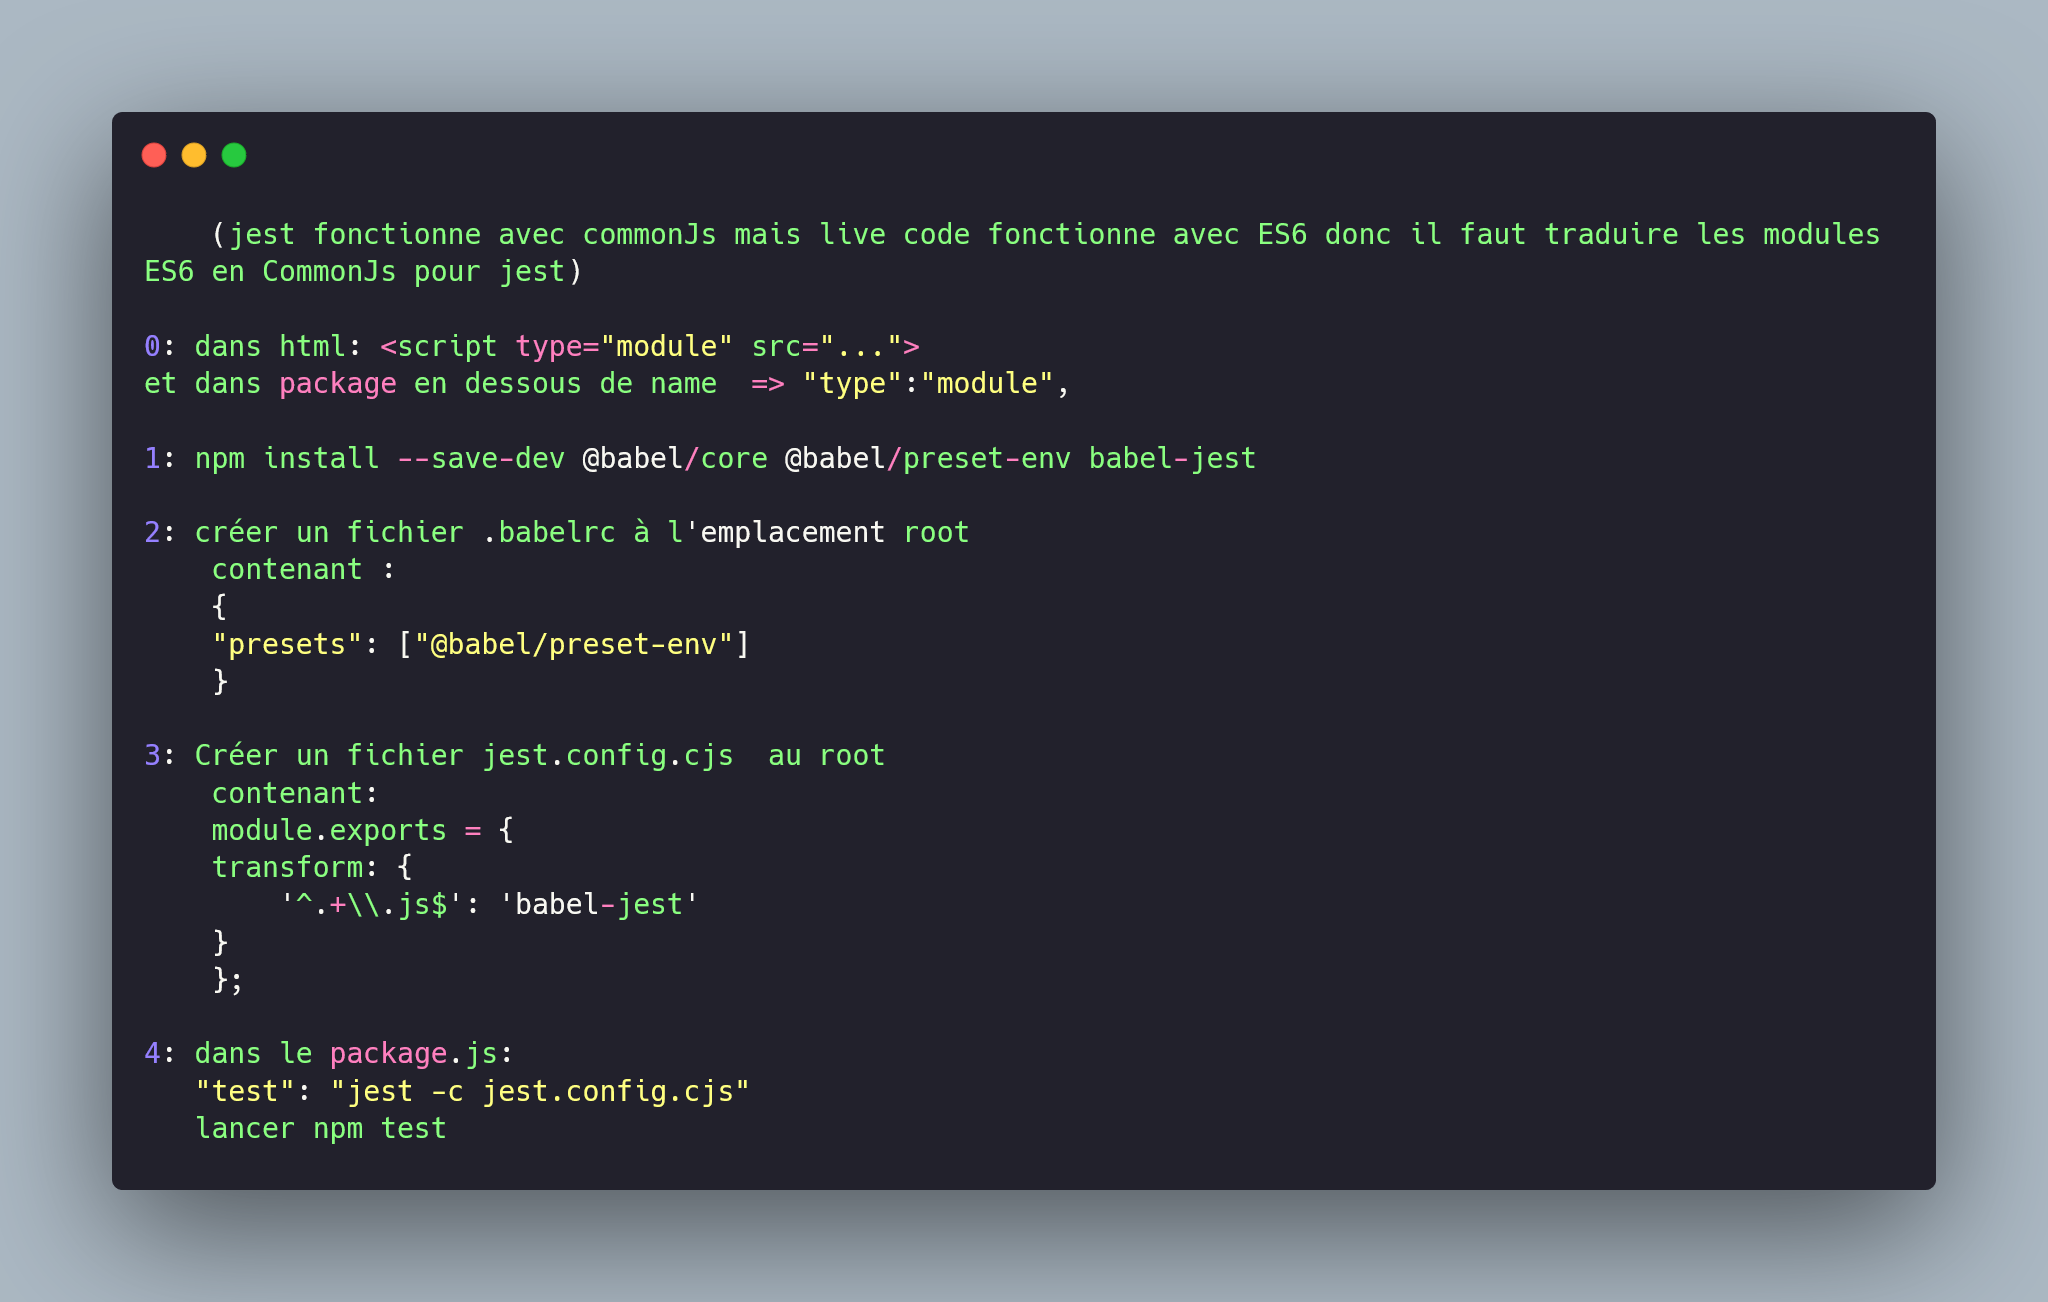 (jest fonctionne avec commonJs mais live code fonctionne avec ES6 donc il faut traduire les modules
ES6 en CommonJs pour jest)
0: dans html: <script type="module" src="...">
et dans package en dessous de name  => "type":"module",
1: npm install --save-dev @babel/core @babel/preset-env babel-jest
2: créer un fichier .babelrc à l'emplacement root
contenant :
{
"presets": ["@babel/preset-env"]
}
3: Créer un fichier jest.config.cjs  au root
contenant:
module.exports = {
transform: {
'^.+\\.js$': 'babel-jest'
}
};
4: dans le package.js:
"test": "jest -c jest.config.cjs"
lancer npm test